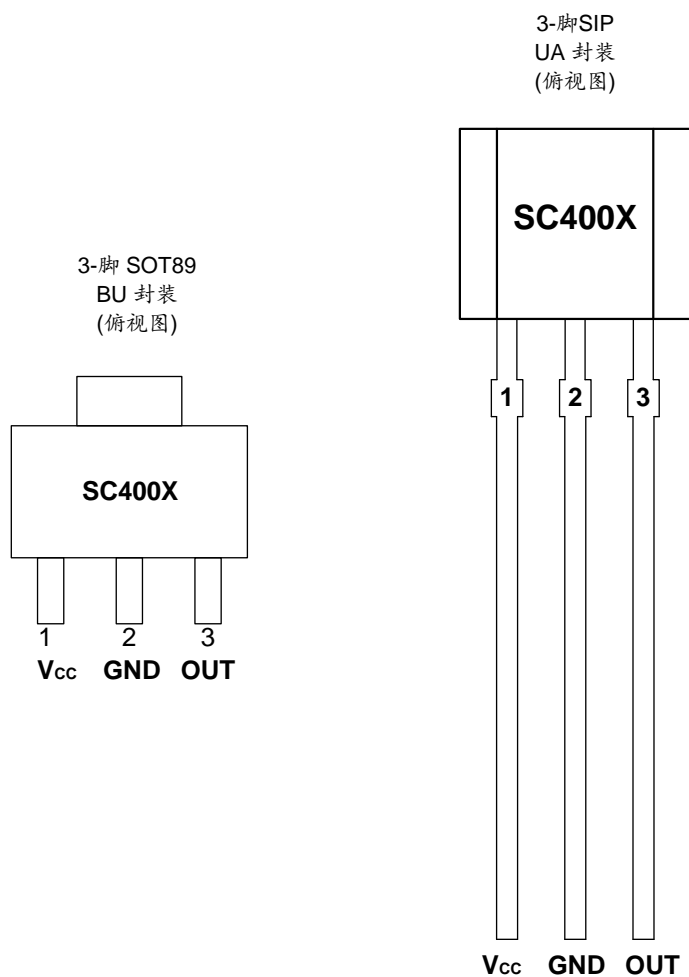 3-脚 SOT89
BU 封装
(俯视图)
SC400X
1 2 3
Vcc GND OUT
3-脚SIP
UA 封装
(俯视图)
SC400X
1 2 3
Vcc GND OUT